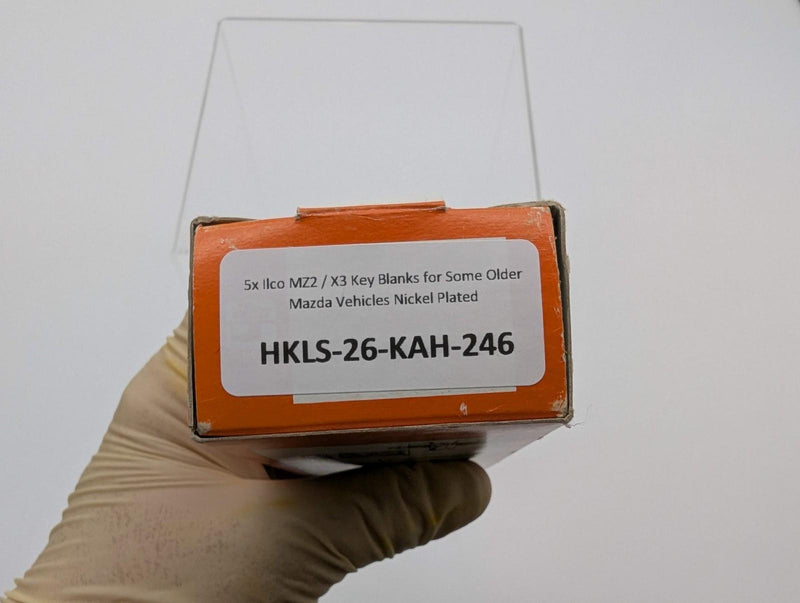 5x Ilco MZ2 / X3 Key Blanks for Some Older
Mazda Vehicles Nickel Plated
HKLS-26-KAH-246